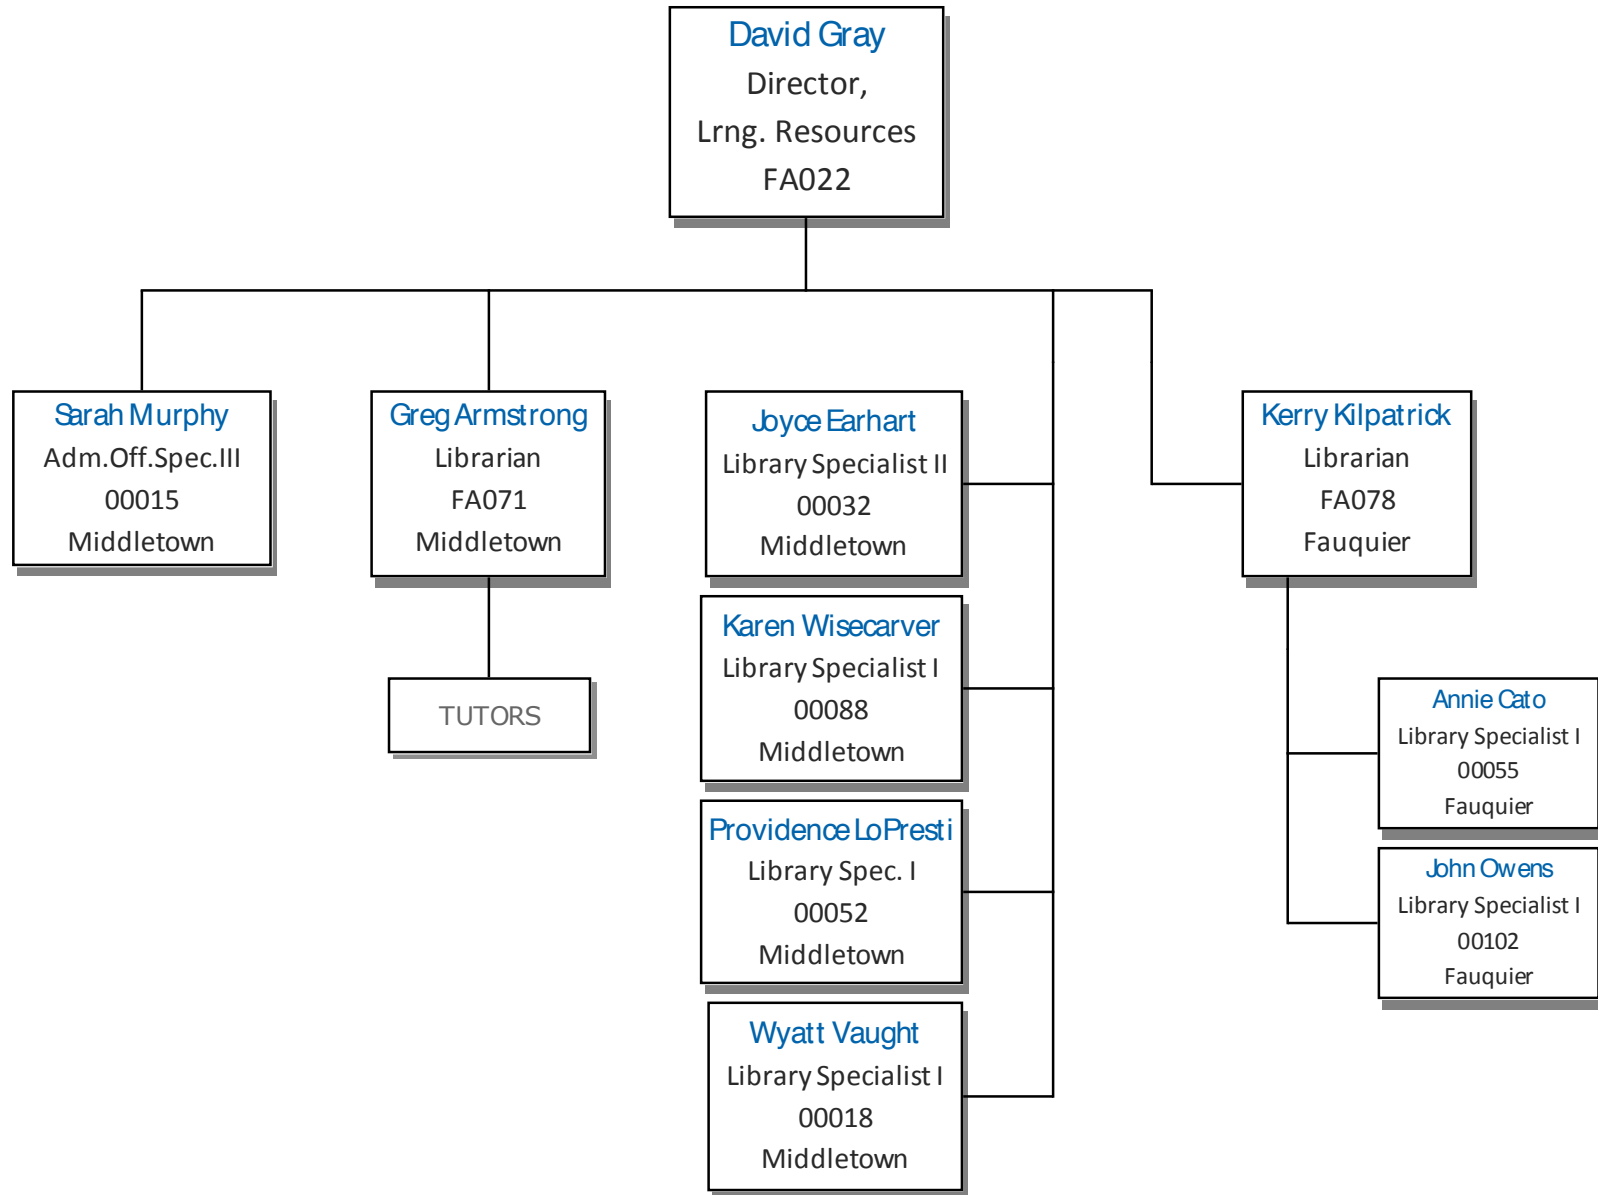 David Gray
Director,
Lrng. Resources
FA022
Sarah Murphy
Adm.Off.Spec.III
00015
Middletown
Greg Armstrong
Librarian
FA071
Middletown
TUTORS
Joyce Earhart
Library Specialist II
00032
Middletown
Karen Wisecarver
Library Specialist I
00088
Middletown
Providence LoPresti
Library Spec. I
00052
Middletown
Wyatt Vaught
Library Specialist I
00018
Middletown
Kerry Kilpatrick
Librarian
FA078
Fauquier
Annie Cato
Library Specialist I
00055
Fauquier
John Owens
Library Specialist I
00102
Fauquier